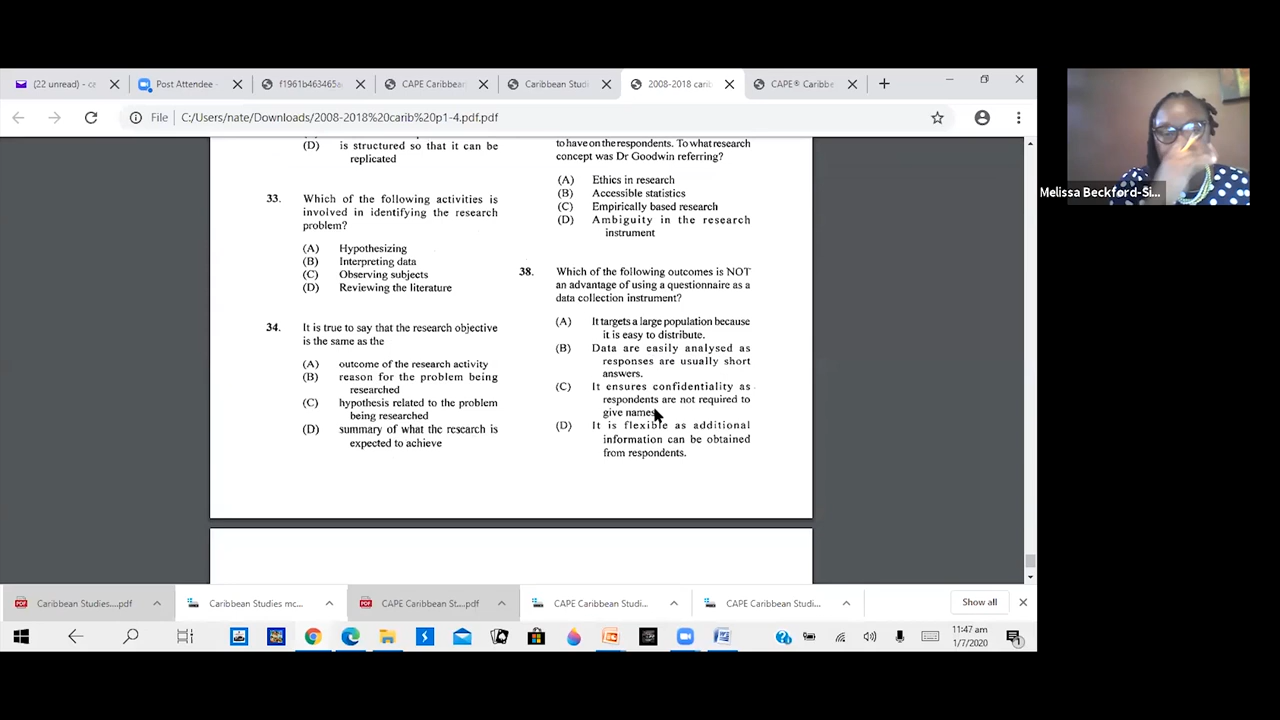 (22 unread) - ca
Post Attendee -
f1961b463465a
CAPE Caribbean
Caribbean Studi
2008-2018 carib
CAPE® Caribbe
File
C:/Users/nate/Downloads/2008-2018%20carib%20p1-4.pdf.pdf
(D) is structured so that it can be
replicated
33. Which of the following activities is
involved in identifying the research
problem?
(A) Hypothesizing
(B) Interpreting data
(C) Observing subjects
(D) Reviewing the literature
34. It is true to say that the research objective
is the same as the
(A) outcome of the research activity
(B) reason for the problem being
researched
(C) hypothesis related to the problem
being researched
(D) summary of what the research is
expected to achieve
to have on the respondents. To what research
concept was Dr Goodwin referring?
(A) Ethics in research
(B) Accessible statistics
(C) Empirically based research
(D) Ambiguity in the research
instrument
38. Which of the following outcomes is NOT
an advantage of using a questionnaire as a
data collection instrument?
(A) It targets a large population because
it is easy to distribute.
(B) Data are easily analysed as
responses are usually short
answers.
(C) It ensures confidentiality as
respondents are not required to
give names
(D) It is flexible as additional
information can be obtained
from respondents.
Melissa Beckford-Si...
Caribbean Studies....pdf
Caribbean Studies mc...
CAPE Caribbean St....pdf
CAPE Caribbean Studi...
CAPE Caribbean Studi...
Show all
11:47 am
1/7/2020